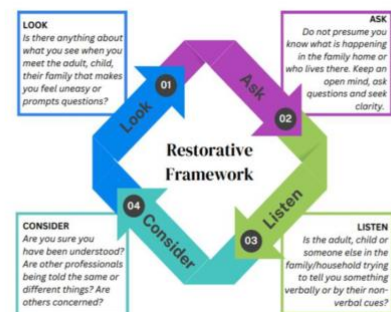 LOOK
Is there anything about
what you see when you
meet the adult, child,
their family that makes
you feel uneasy or
prompts questions?
ASK
Do not presume you
know what is happening
in the family home or
who lives there. Keep an
open mind, ask
questions and seek
clarity.
01
Look
Ask
02
Restorative
Framework
04
Consider
Listen
03
CONSIDER
Are you sure you
have been understood?
Are other professionals
being told the same or
different things? Are
others concerned?
LISTEN
Is the adult, child or
someone else in the
family/household trying
to tell you something
verbally or by their non-
verbal cues?